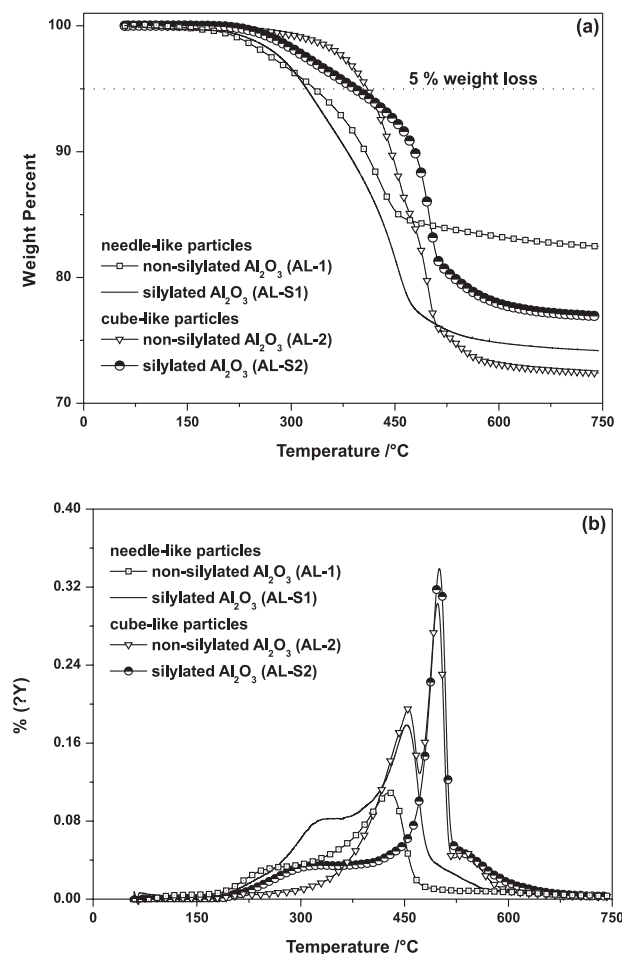 (a)
100
90
80
70
5 % weight loss
Weight Percent
needle-like particles
non-silylated Al₂O₃ (AL-1)
silylated Al₂O₃ (AL-S1)
cube-like particles
non-silylated Al₂O₃ (AL-2)
silylated Al₂O₃ (AL-S2)
0 150 300 450 600 750
Temperature /°C
(b)
0.40
0.32
0.24
0.16
0.08
0.00
% (?Y)
needle-like particles
non-silylated Al₂O₃ (AL-1)
silylated Al₂O₃ (AL-S1)
cube-like particles
non-silylated Al₂O₃ (AL-2)
silylated Al₂O₃ (AL-S2)
0 150 300 450 600 750
Temperature /°C